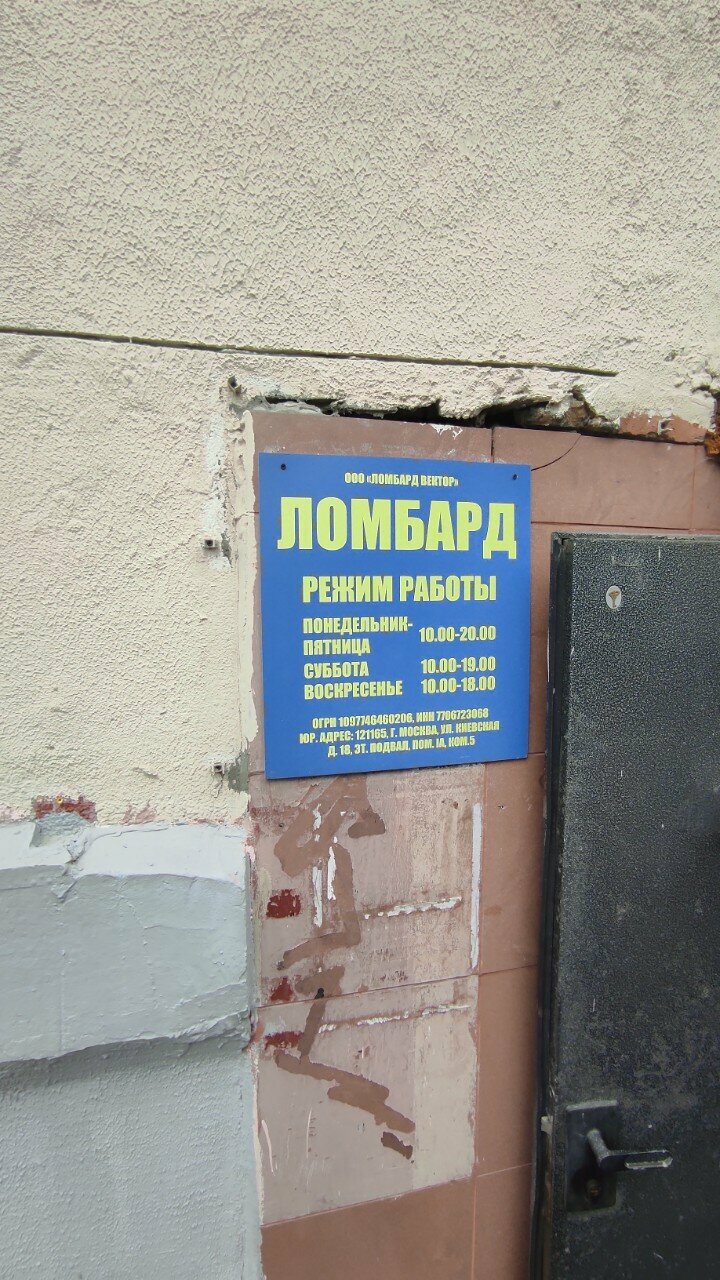 ООО «ЛОМБАРД ВЕКТОР»
ЛОМБАРД
РЕЖИМ РАБОТЫ
ПОНЕДЕЛЬНИК-
ПЯТНИЦА 10.00-20.00
СУББОТА 10.00-19.00
ВОСКРЕСЕНЬЕ 10.00-18.00
ОГРН 1097746460206, ИНН 7706723068
ЮР. АДРЕС: 121165, Г. МОСКВА, УЛ. КИЕВСКАЯ
Д. 18, ЭТ. ПОДВАЛ, ПОМ. IA, КОМ.5